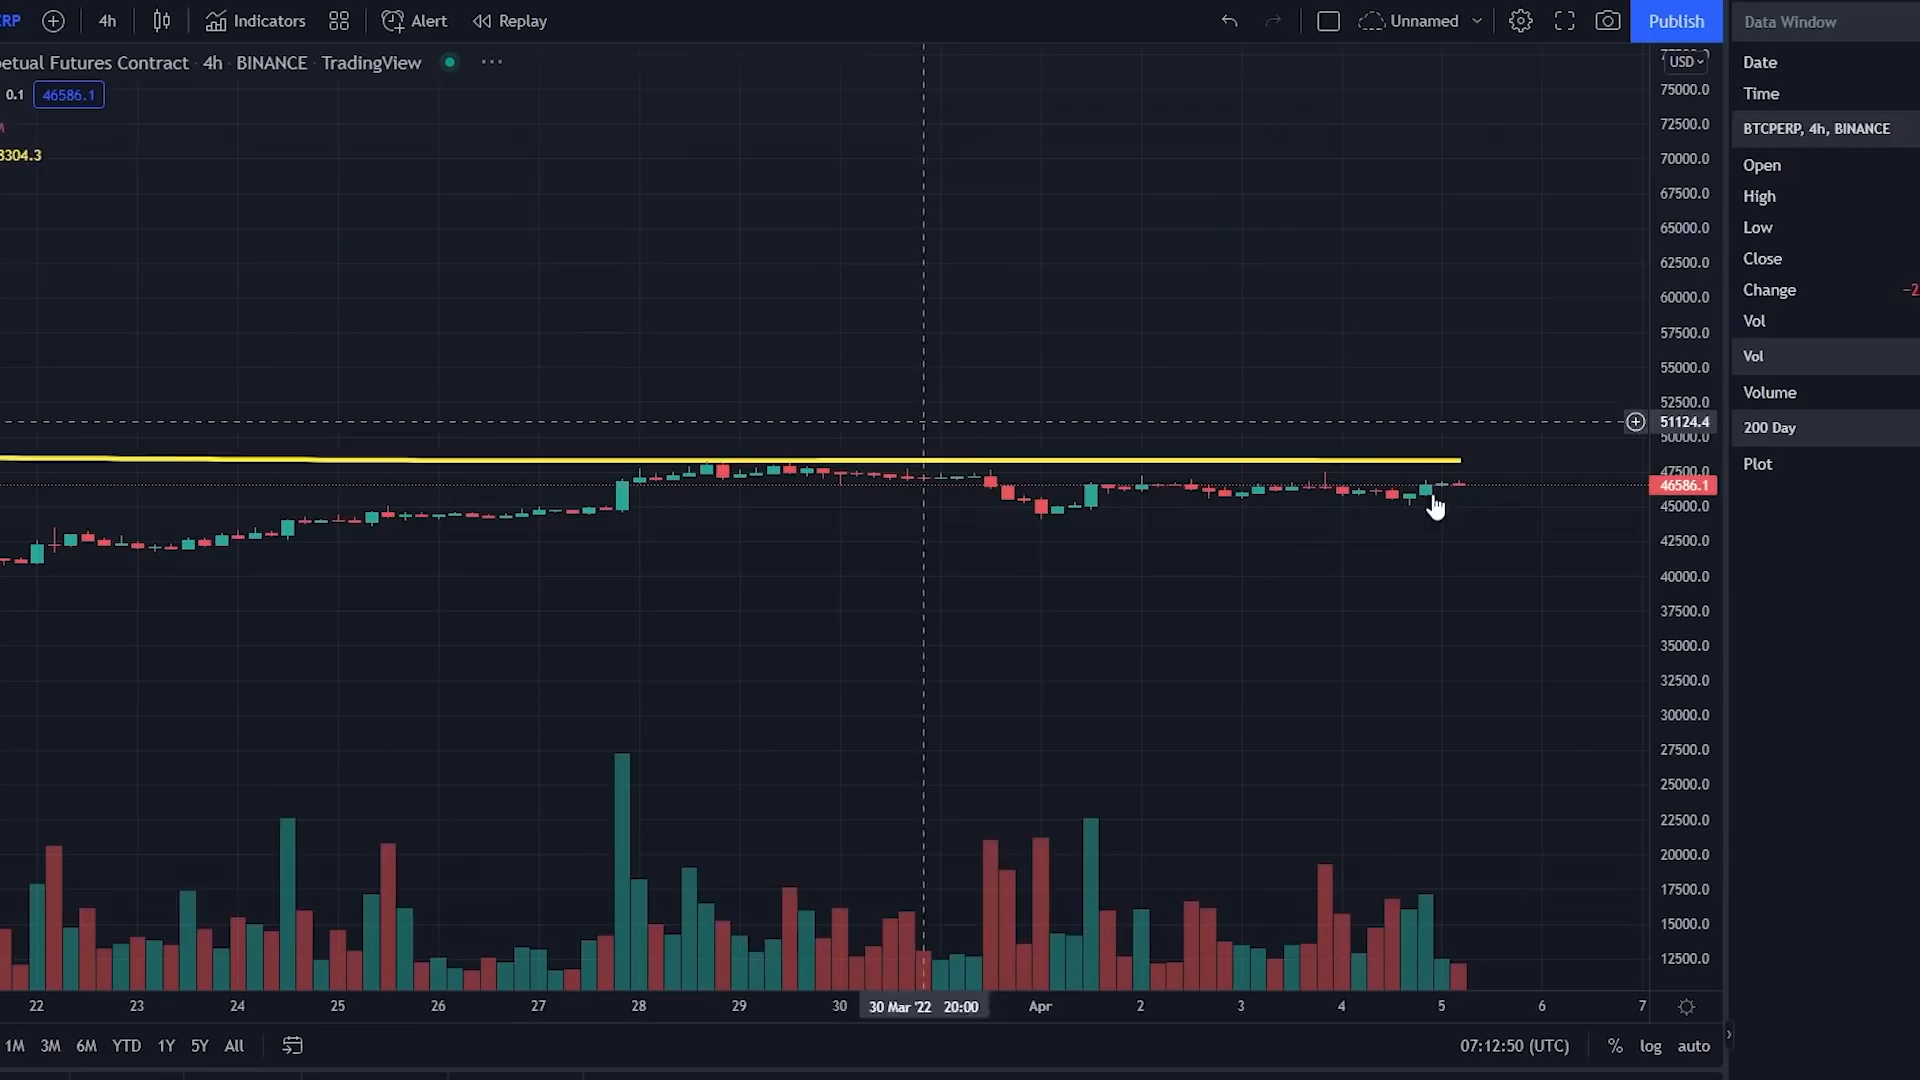 ERP 4h Indicators Alert Replay Unnamed Publish
etual Futures Contract · 4h · BINANCE · TradingView
0.1 46586.1
M
8304.3
USD
75000.0
72500.0
70000.0
67500.0
65000.0
62500.0
60000.0
57500.0
55000.0
52500.0
51124.4
50000.0
47500.0
46586.1
45000.0
42500.0
40000.0
37500.0
35000.0
32500.0
30000.0
27500.0
25000.0
22500.0
20000.0
17500.0
15000.0
12500.0
22 23 24 25 26 27 28 29 30 30 Mar '22 20:00 Apr 2 3 4 5 6 7
1M 3M 6M YTD 1Y 5Y All 07:12:50 (UTC) % log auto
Data Window
Date
Time
BTCPERP, 4h, BINANCE
Open
High
Low
Close
Change −2
Vol
Vol
Volume
200 Day
Plot